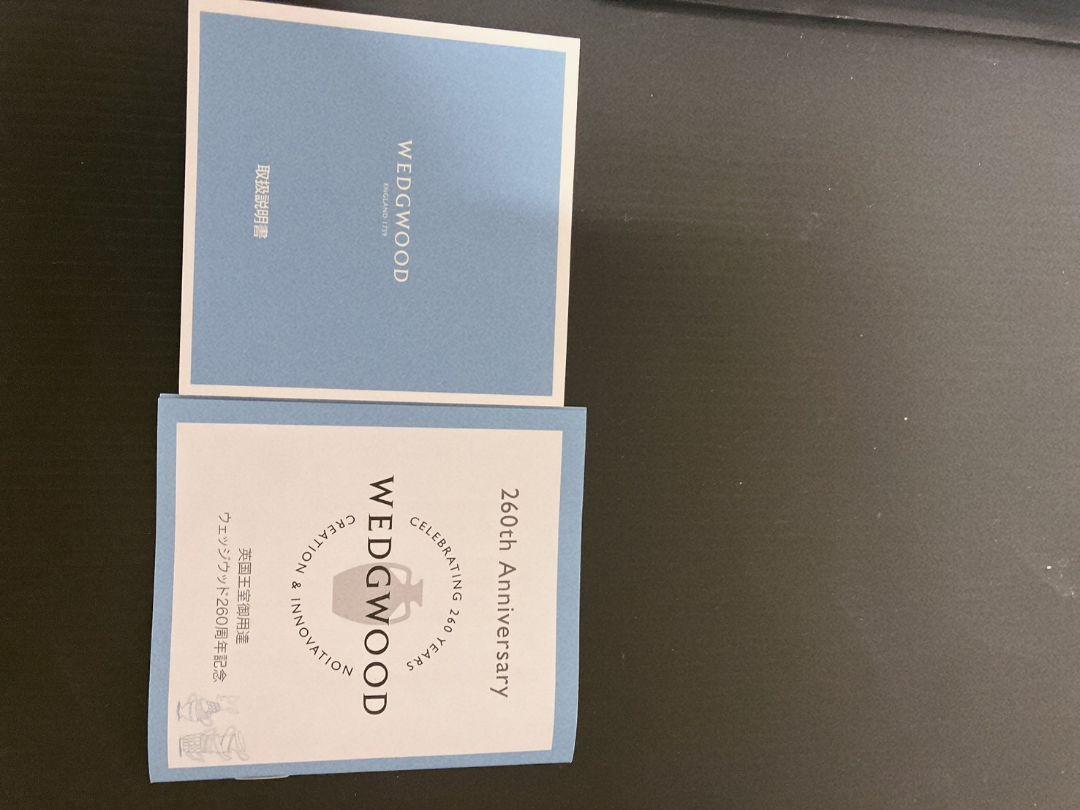 WEDGWOOD
ENGLAND 1759
取扱説明書
260th Anniversary
CELEBRATING 260 YEARS
WEDGWOOD
CREATION & INNOVATION
英国王室御用達
ウェッジウッド260周年記念